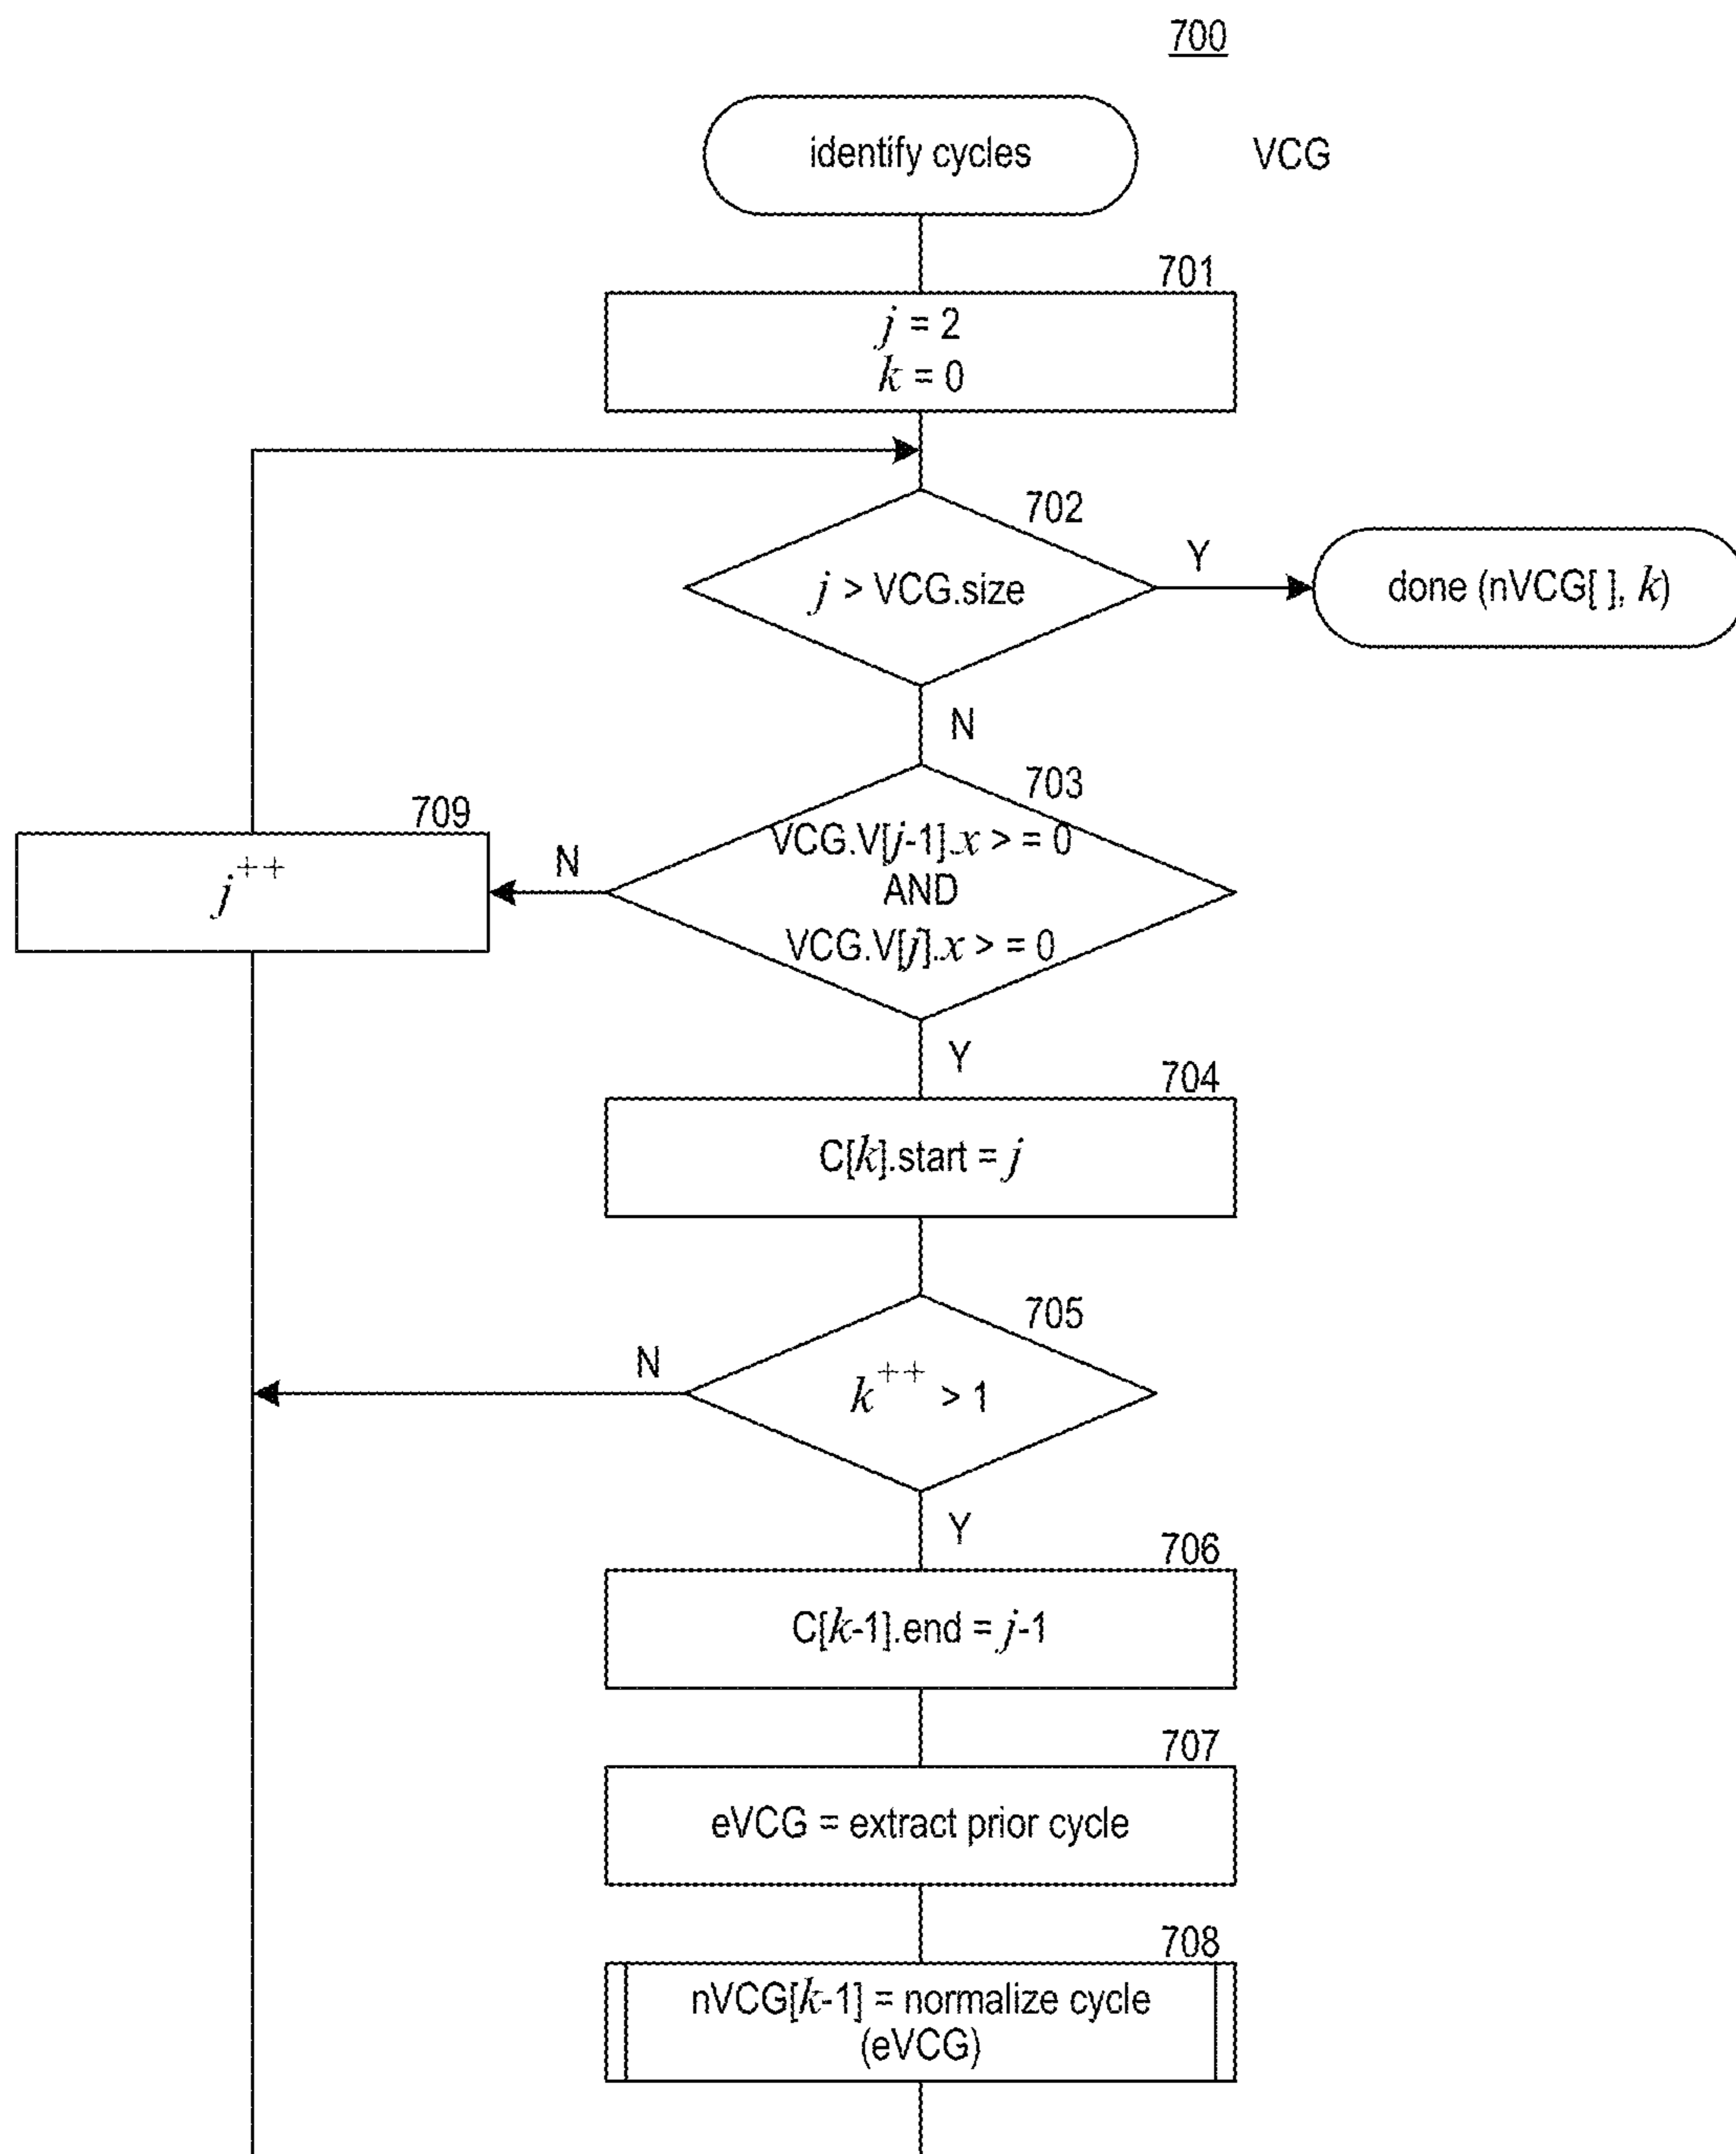 700
identify cycles
VCG
701
j = 2
k = 0
702
j > VCG.size
Y
done (nVCG[ ], k)
N
703
VCG.V[j-1].x > = 0
AND
VCG.V[j].x > = 0
N
709
j++
Y
704
C[k].start = j
705
k++ > 1
N
Y
706
C[k-1].end = j-1
707
eVCG = extract prior cycle
708
nVCG[k-1] = normalize cycle
(eVCG)